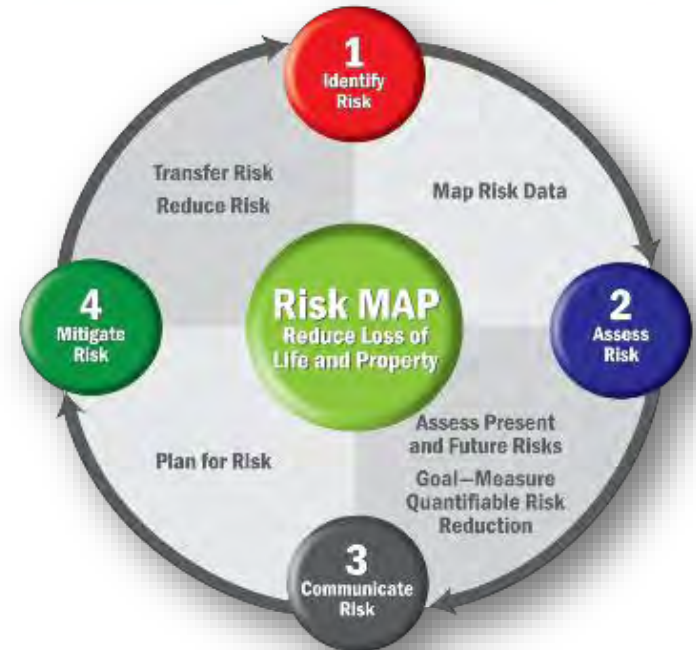 1
Identify
Risk
Transfer Risk
Reduce Risk
Map Risk Data
Risk MAP
Reduce Loss of
Life and Property
4
Mitigate
Risk
2
Assess
Risk
Plan for Risk
Assess Present
and Future Risks
Goal—Measure
Quantifiable Risk
Reduction
3
Communicate
Risk